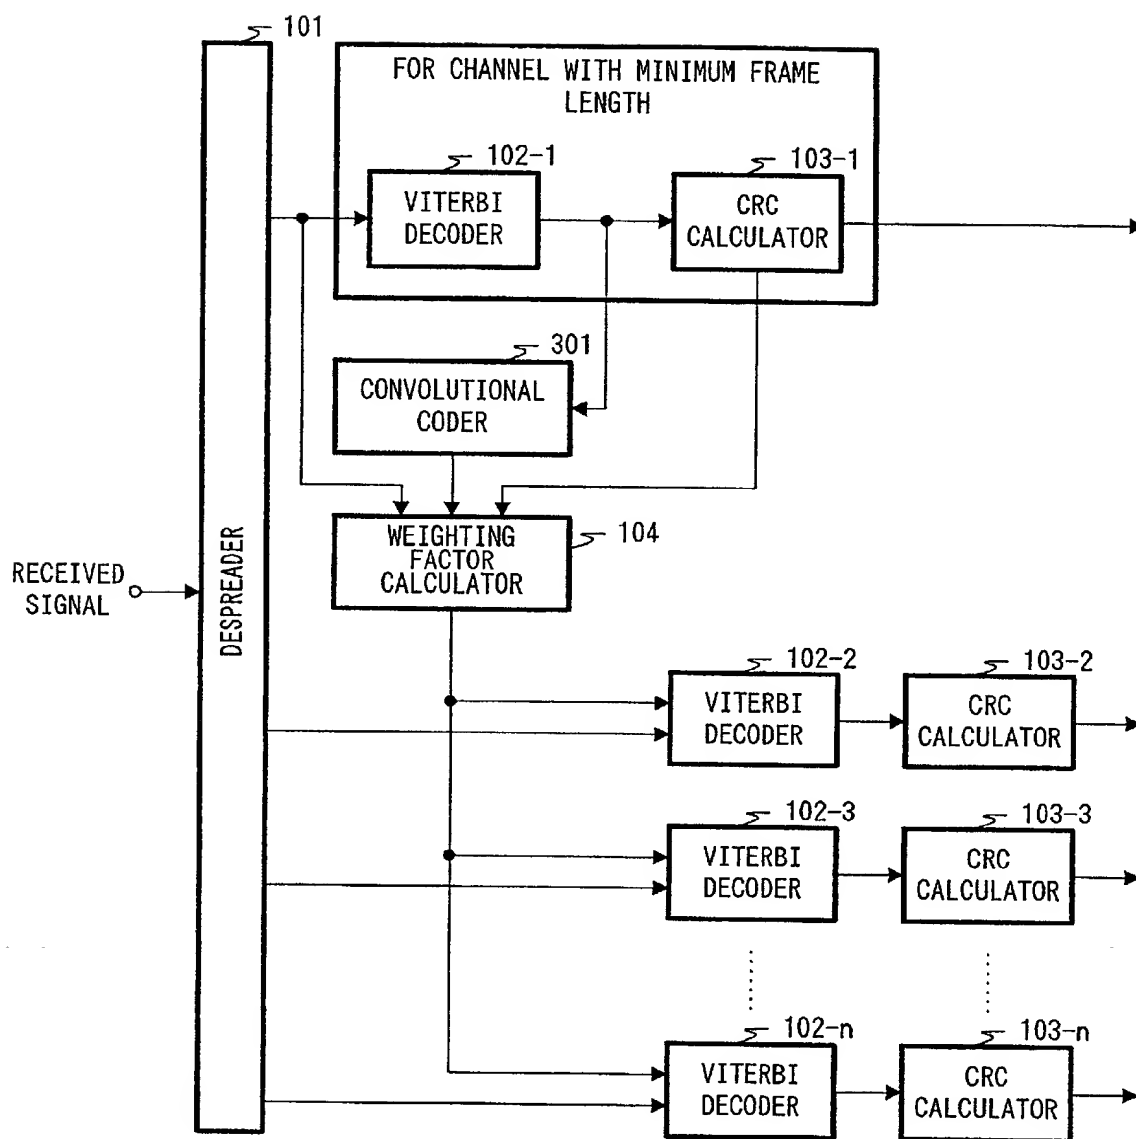 101
FOR CHANNEL WITH MINIMUM FRAME
LENGTH
102-1
VITERBI
DECODER
103-1
CRC
CALCULATOR
301
CONVOLUTIONAL
CODER
WEIGHTING
FACTOR
CALCULATOR
104
RECEIVED
SIGNAL
DESPREADER
102-2
VITERBI
DECODER
103-2
CRC
CALCULATOR
102-3
VITERBI
DECODER
103-3
CRC
CALCULATOR
102-n
VITERBI
DECODER
103-n
CRC
CALCULATOR